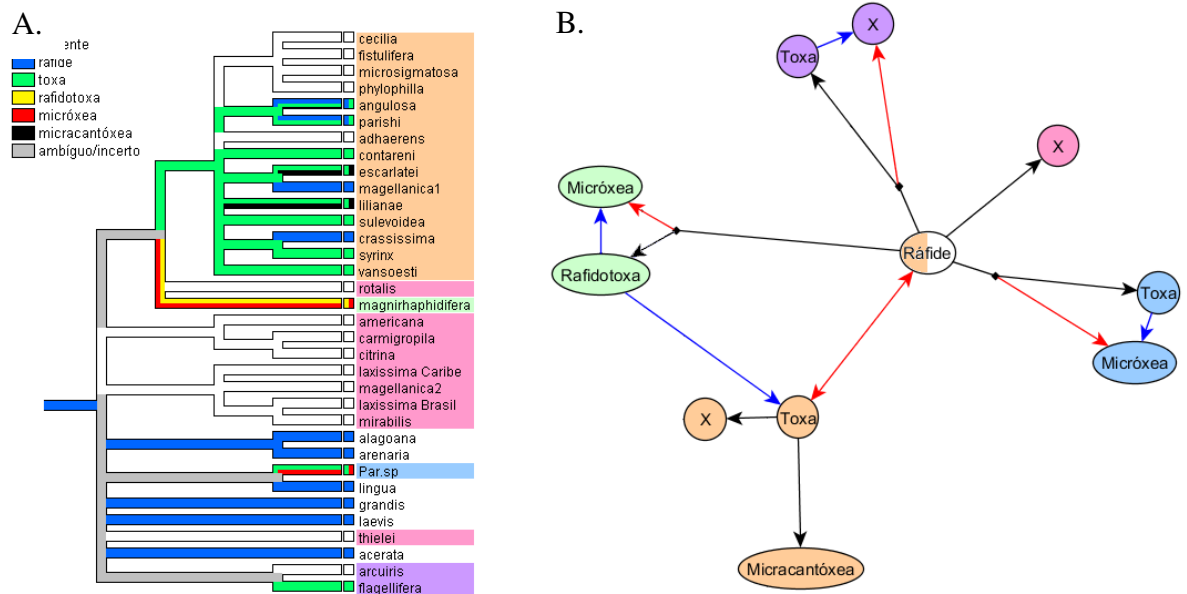 A.
ente
ráfide
toxa
rafidotoxa
micróxea
micracantóxea
ambíguo/incerto
cecilia
fistulifera
microsigmatosa
phylophilla
angulosa
parishi
adhaerens
contareni
escarlatei
magellanica1
lilianae
sulevoidea
crassissima
syrinx
vansoesti
rotalis
magnirhaphidifera
americana
carmigropila
citrina
laxissima Caribe
magellanica2
laxissima Brasil
mirabilis
alagoana
arenaria
Par.sp
lingua
grandis
laevis
thielei
acerata
arcuiris
flagellifera
B.
X
Toxa
X
Micróxea
Ráfide
Rafidotoxa
Toxa
Micróxea
X
Toxa
Micracantóxea